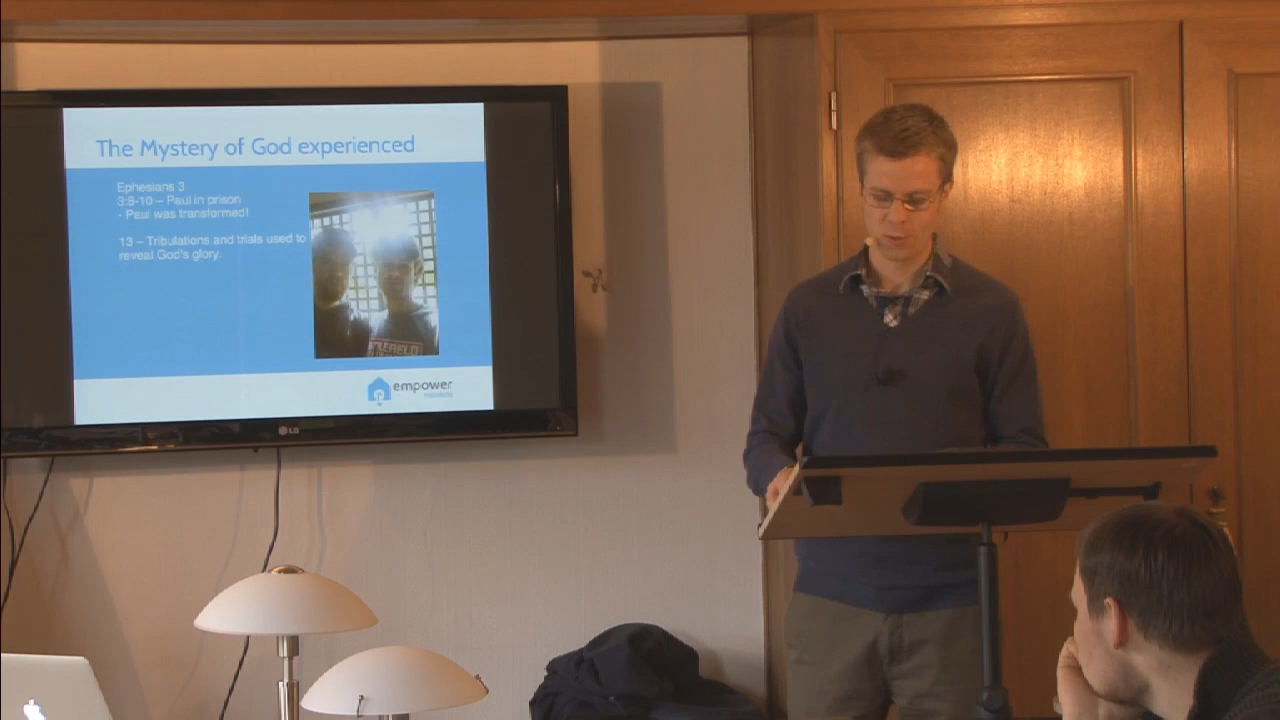 The Mystery of God experienced
Ephesians 3
3:8-10 – Paul in prison
- Paul was transformed!
13 – Tribulations and trials used to
reveal God's glory.
empower
LG